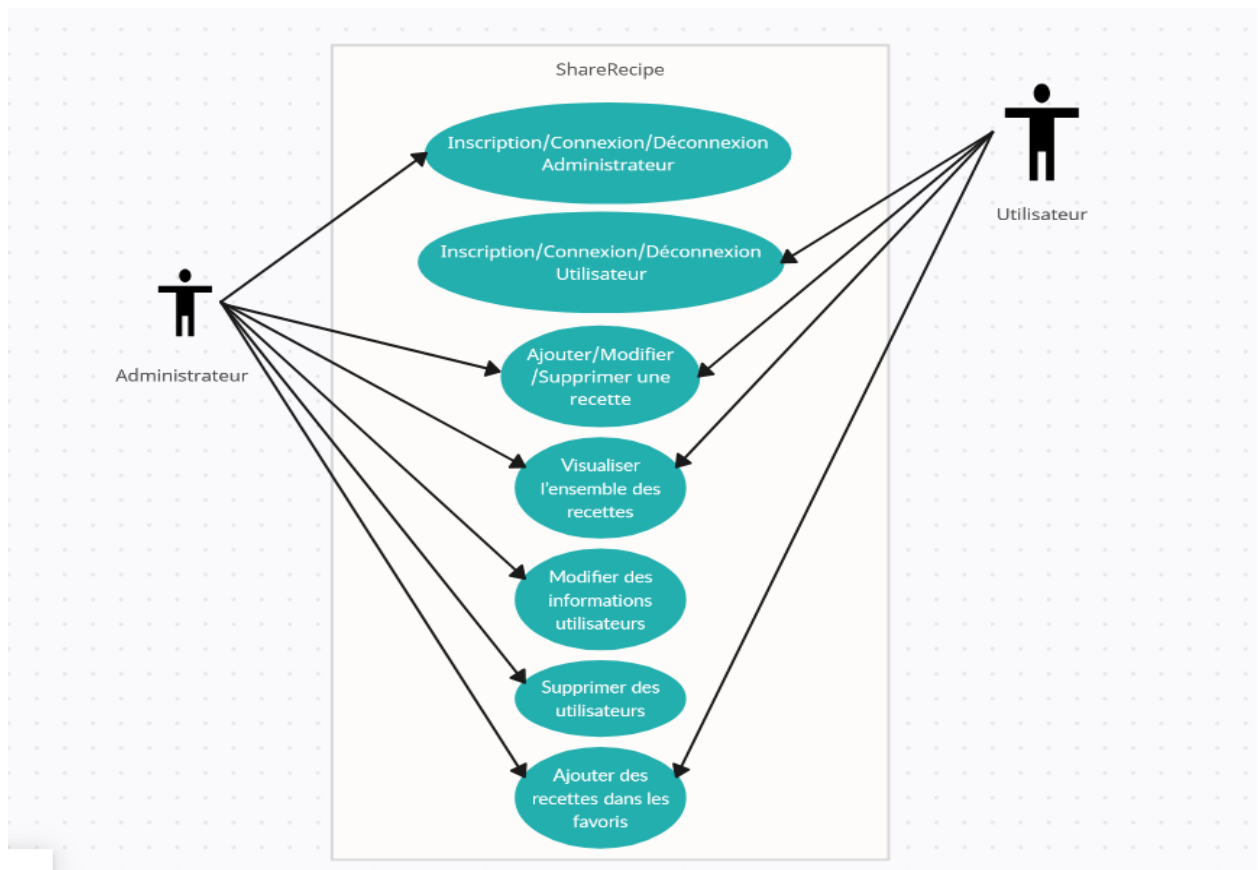 ShareRecipe
Inscription/Connexion/Déconnexion
Administrateur
Utilisateur
Inscription/Connexion/Déconnexion
Utilisateur
Ajouter/Modifier
/Supprimer une
recette
Administrateur
Visualiser
l'ensemble des
recettes
Modifier des
informations
utilisateurs
Supprimer des
utilisateurs
Ajouter des
recettes dans les
favoris